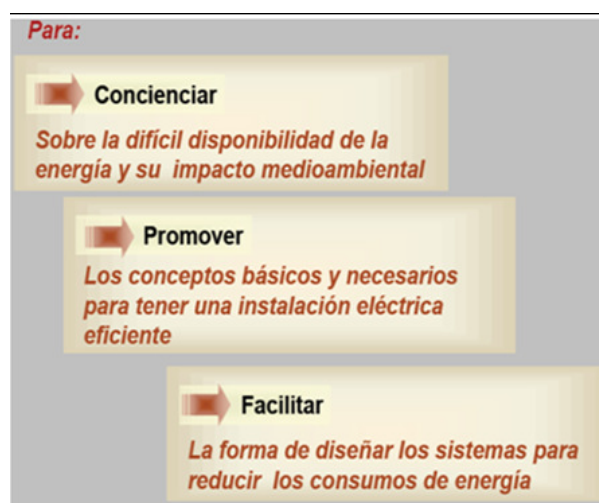 Para:
Concienciar
Sobre la difícil disponibilidad de la
energía y su impacto medioambiental
Promover
Los conceptos básicos y necesarios
para tener una instalación eléctrica
eficiente
Facilitar
La forma de diseñar los sistemas para
reducir los consumos de energía